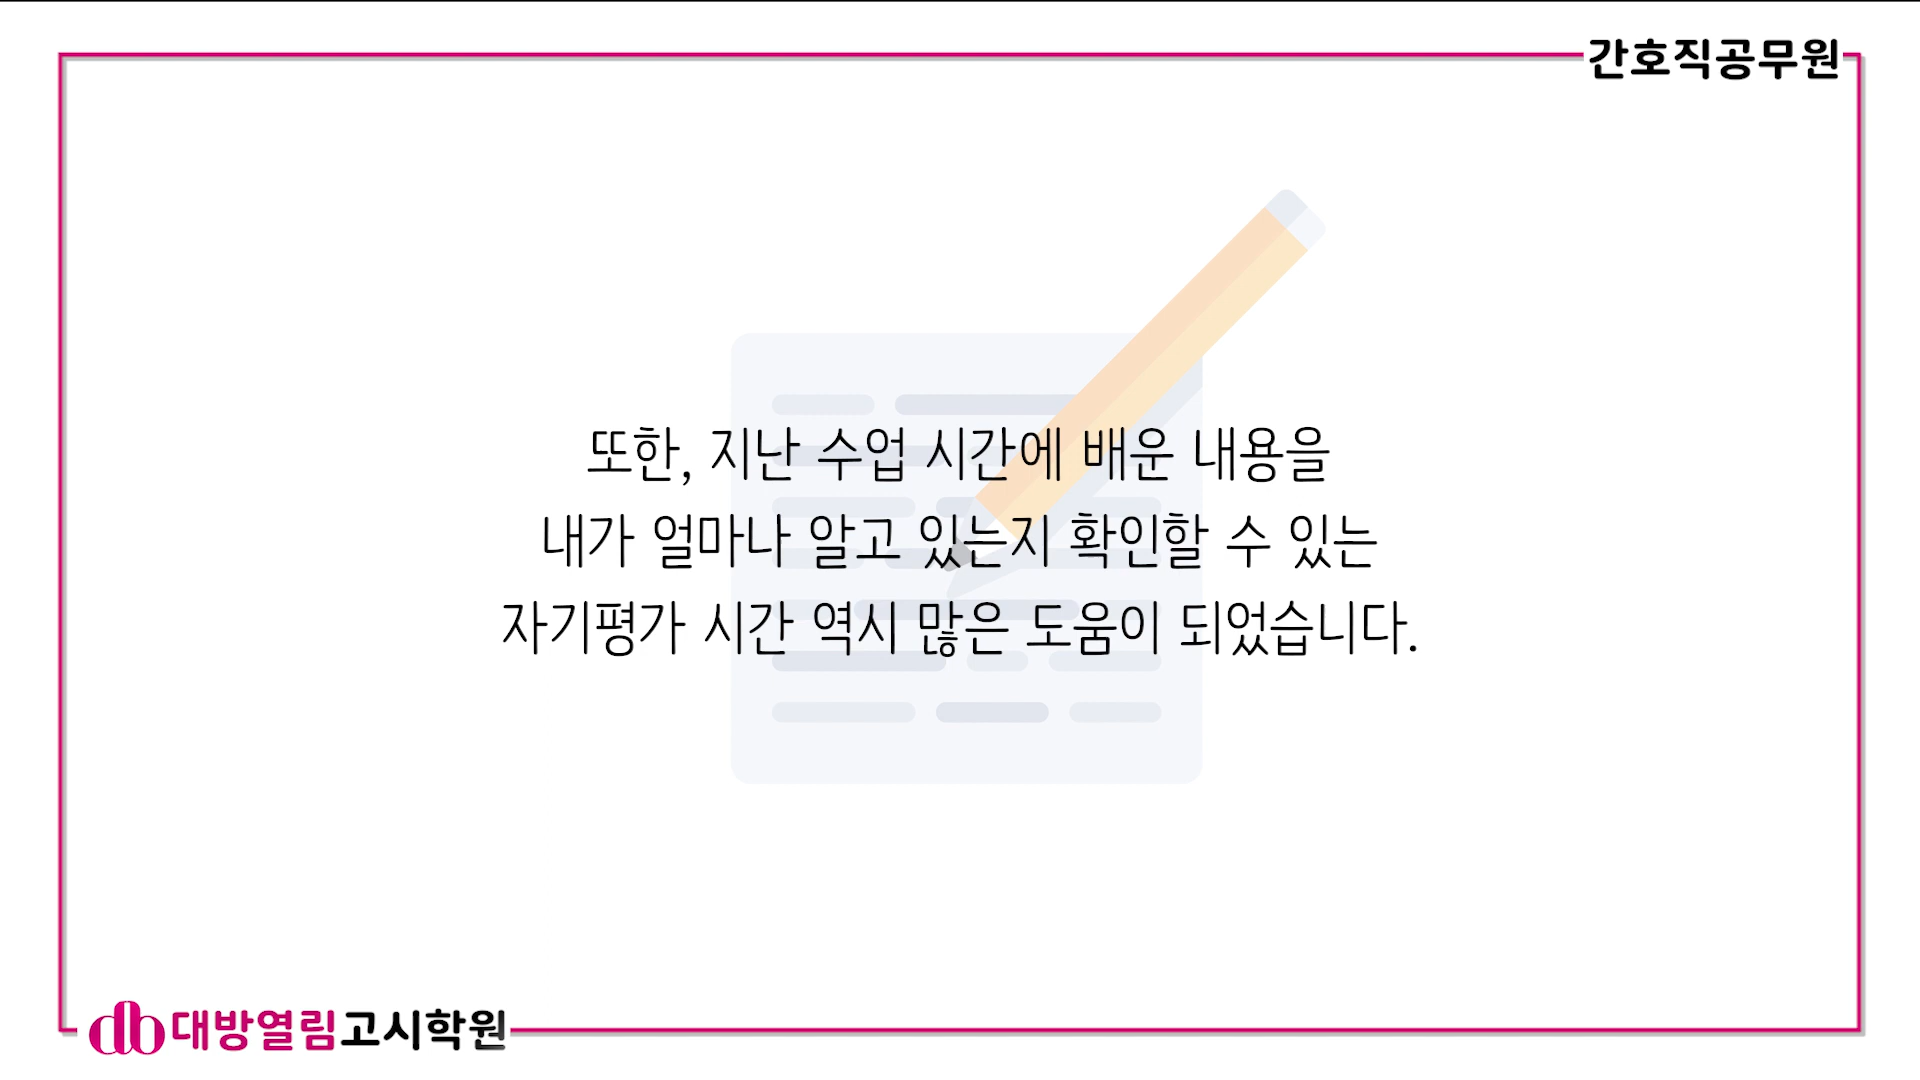 간호직공무원
또한, 지난 수업 시간에 배운 내용을
내가 얼마나 알고 있는지 확인할 수 있는
자기평가 시간 역시 많은 도움이 되었습니다.
db 대방열림고시학원